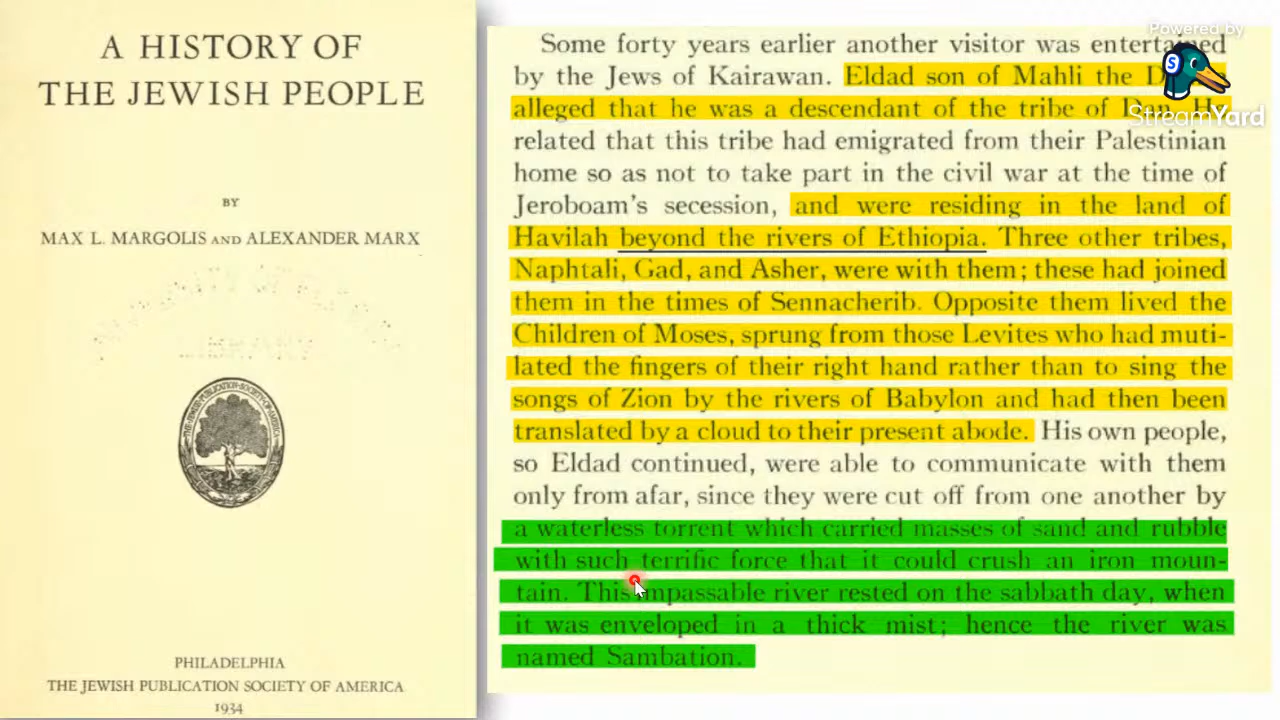 A HISTORY OF
THE JEWISH PEOPLE
BY
MAX L. MARGOLIS AND ALEXANDER MARX
PHILADELPHIA
THE JEWISH PUBLICATION SOCIETY OF AMERICA
1934
Powered by
StreamYard
Some forty years earlier another visitor was entertained
by the Jews of Kairawan. Eldad son of Mahli the
alleged that he was a descendant of the tribe of Dan. He
related that this tribe had emigrated from their Palestinian
home so as not to take part in the civil war at the time of
Jeroboam's secession, and were residing in the land of
Havilah beyond the rivers of Ethiopia. Three other tribes,
Naphtali, Gad, and Asher, were with them; these had joined
them in the times of Sennacherib. Opposite them lived the
Children of Moses, sprung from those Levites who had muti-
lated the fingers of their right hand rather than to sing the
songs of Zion by the rivers of Babylon and had then been
translated by a cloud to their present abode. His own people,
so Eldad continued, were able to communicate with them
only from afar, since they were cut off from one another by
a waterless torrent which carried masses of sand and rubble
with such terrific force that it could crush an iron moun-
tain. This impassable river rested on the sabbath day, when
it was enveloped in a thick mist; hence the river was
named Sambation.